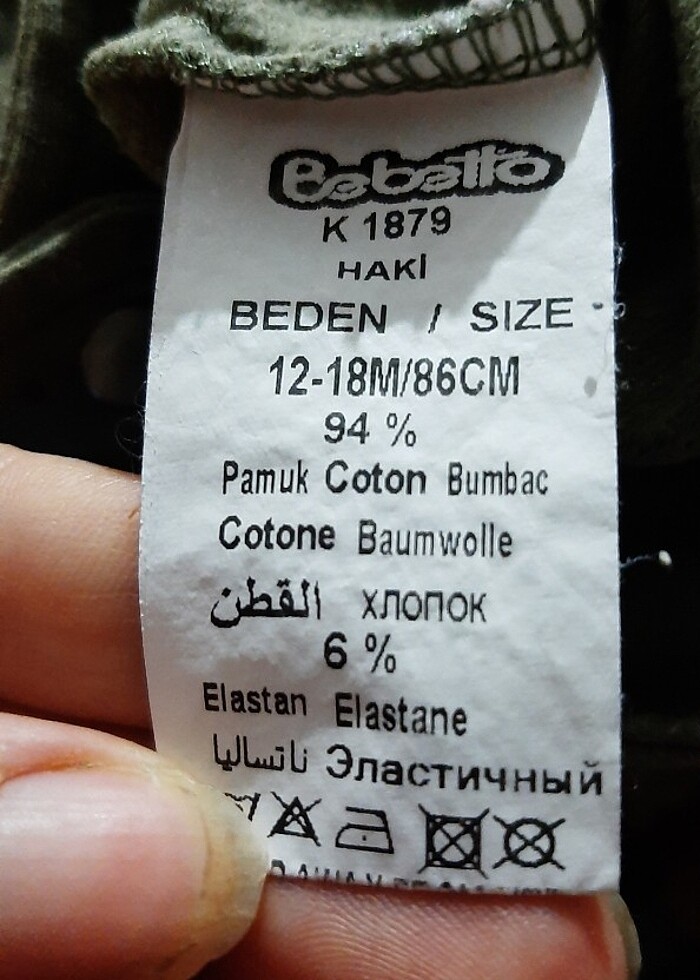 Bebetto
K 1879
HAKİ
BEDEN / SIZE
12-18M/86CM
94 %
Pamuk Coton Bumbac
Cotone Baumwolle
القطن хлопок
6 %
Elastan Elastane
ناتساليا Эластичный